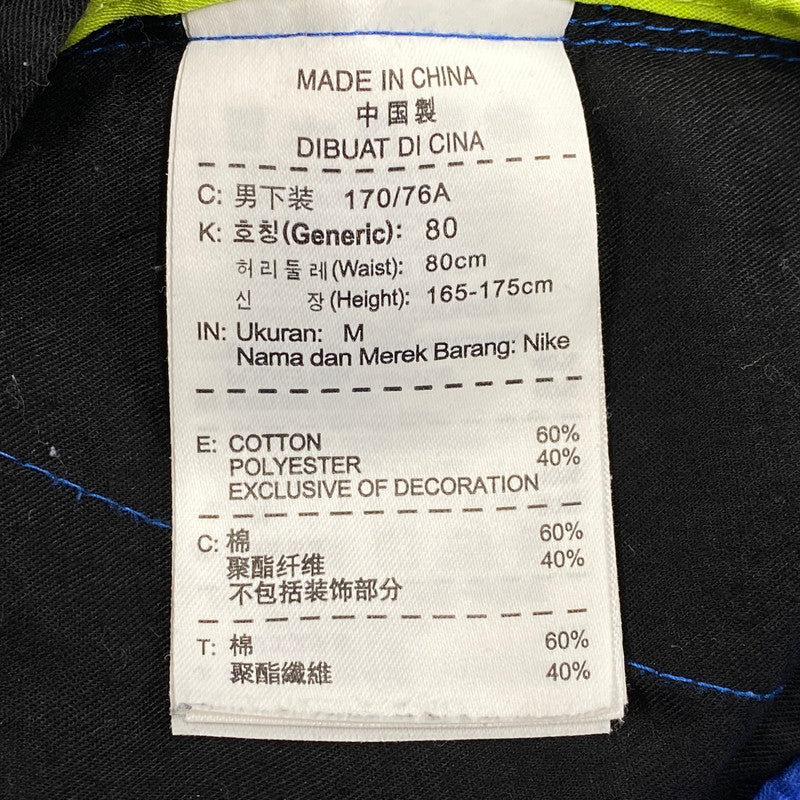 MADE IN CHINA
中国製
DIBUAT DI CINA
C: 男下装 170/76A
K: 호칭(Generic): 80
허리둘레(Waist): 80cm
신 장(Height): 165-175cm
IN: Ukuran: M
Nama dan Merek Barang: Nike
E: COTTON 60%
POLYESTER 40%
EXCLUSIVE OF DECORATION
C: 棉 60%
聚酯纤维 40%
不包括装饰部分
T: 棉 60%
聚酯纖維 40%